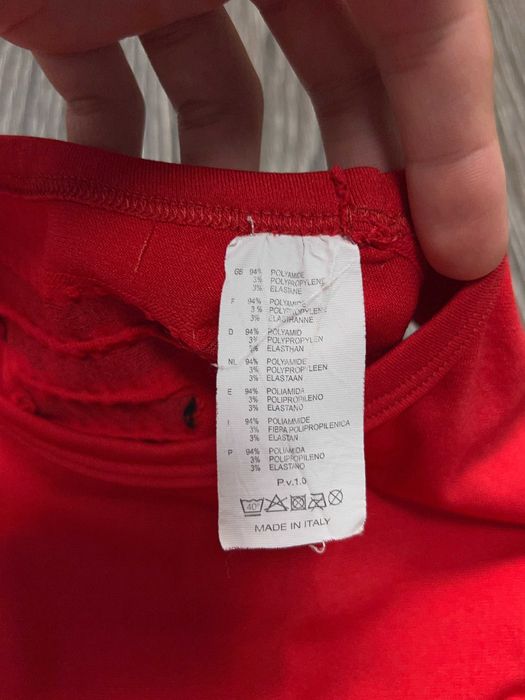 GB 94% POLYAMIDE
3% POLYPROPYLENE
3% ELASTANE
F 94% POLYAMIDE
3% POLYPROPYLENE
3% ELASTHANNE
D 94% POLYAMID
3% POLYPROPYLEN
3% ELASTHAN
NL 94% POLYAMIDE
3% POLYPROPYLEEN
3% ELASTAAN
E 94% POLIAMIDA
3% POLIPROPILENO
3% ELASTANO
I 94% POLIAMMIDE
3% FIBRA POLIPROPILENICA
3% ELASTAN
P 94% POLIAMIDA
3% POLIPROPILENO
3% ELASTANO
P.v.1.0
40°
MADE IN ITALY